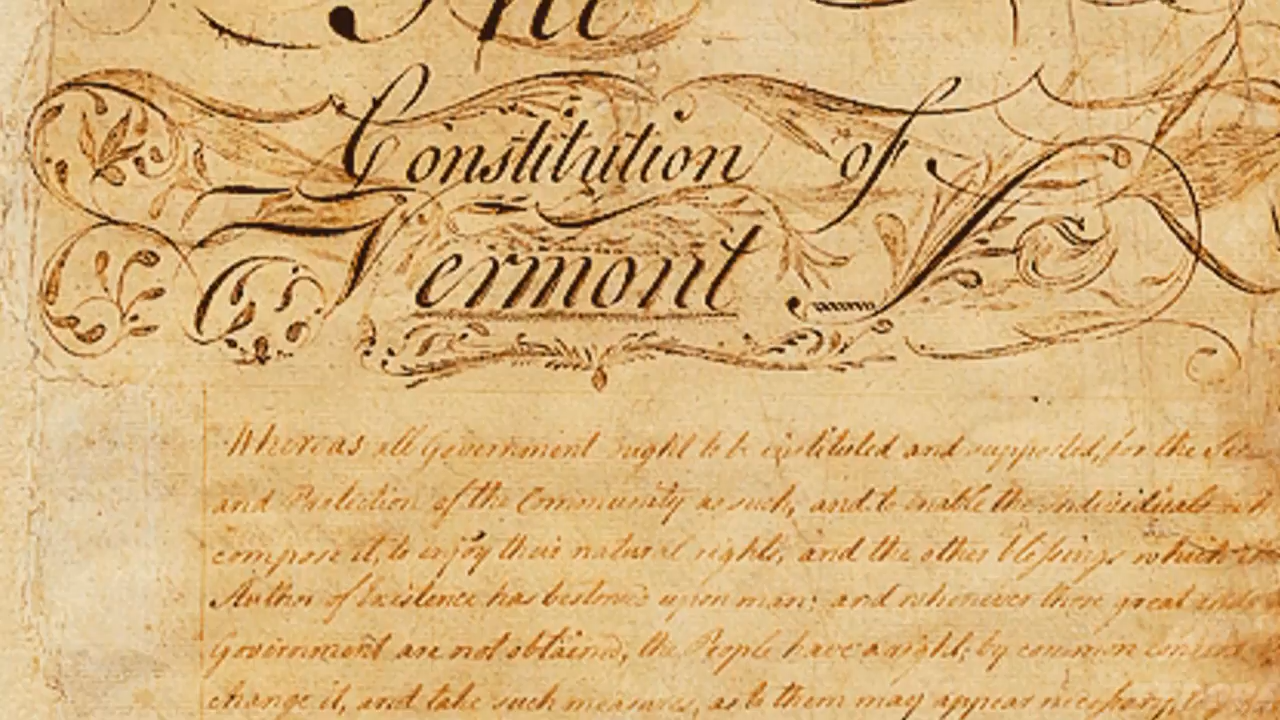 The
Constitution of
Vermont
Whereas all Government ought to be instituted and supported, for the
and Protection of the Community as such, and to enable the individuals
compose it, to enjoy their natural rights, and the other blessings which
Author of Existence has bestowed upon man; and whenever those great
Government are not obtained, the People have a right, by common consent
change it, and take such measures, as to them may appear necessary, to